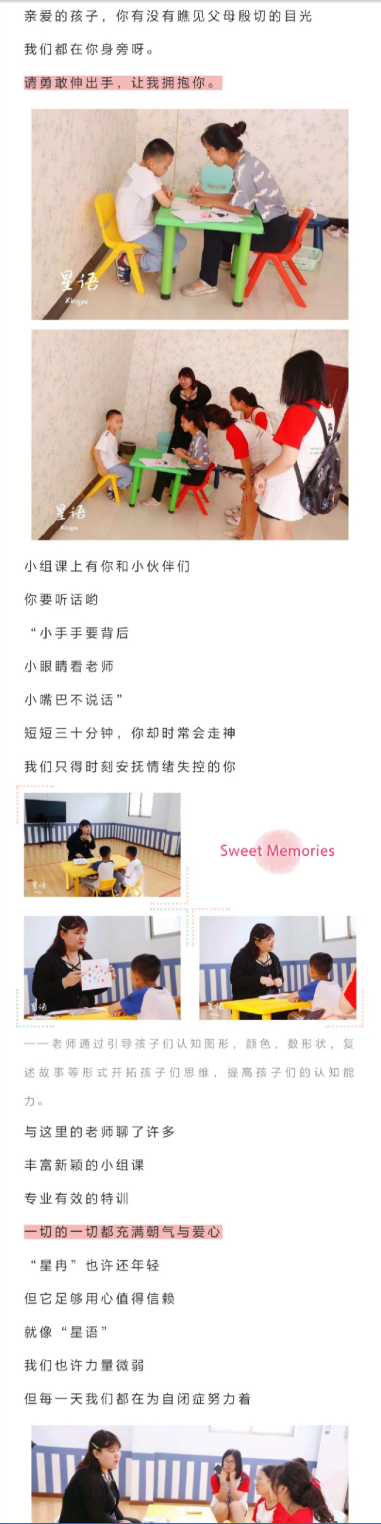 亲爱的孩子，你有没有瞧见父母殷切的目光
我们都在你身旁呀。
请勇敢伸出手，让我拥抱你。
星语
Xingyu
星语
Xingyu
小组课上有你和小伙伴们
你要听话哟
“小手手要背后
小眼睛看老师
小嘴巴不说话”
短短三十分钟，你却时常会走神
我们只得时刻安抚情绪失控的你
星语
Sweet Memories
星语
星语
——老师通过引导孩子们认知图形，颜色，数形状，复
述故事等形式开拓孩子们思维，提高孩子们的认知能
力。
与这里的老师聊了许多
丰富新颖的小组课
专业有效的特训
一切的一切都充满朝气与爱心
“星冉”也许还年轻
但它足够用心值得信赖
就像“星语”
我们也许力量微弱
但每一天我们都在为自闭症努力着